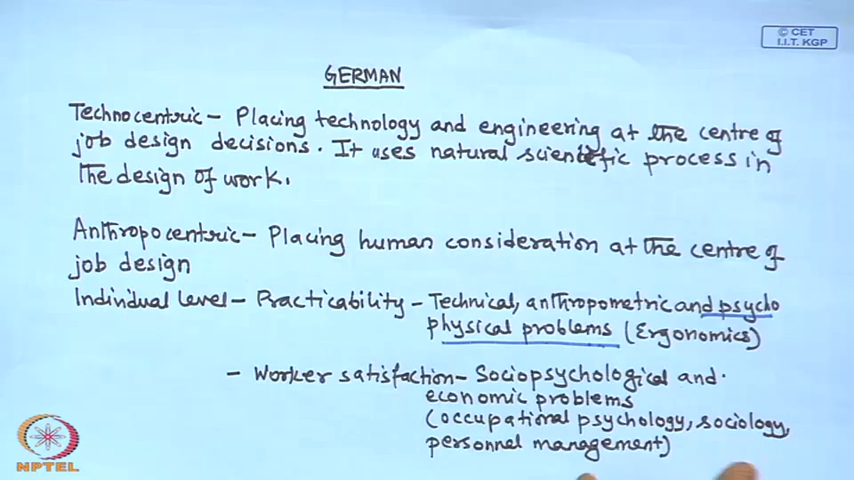 © CET
I.I.T. KGP
GERMAN
Technocentric - Placing technology and engineering at the centre of
job design decisions. It uses natural scientific process in
the design of work.
Anthropocentric - Placing human consideration at the centre of
job design
Individual level - Practicability - Technical, anthropometric and psycho
physical problems (Ergonomics)
- Worker satisfaction - Sociopsychological and
economic problems
(occupational psychology, sociology,
personnel management)
NPTEL